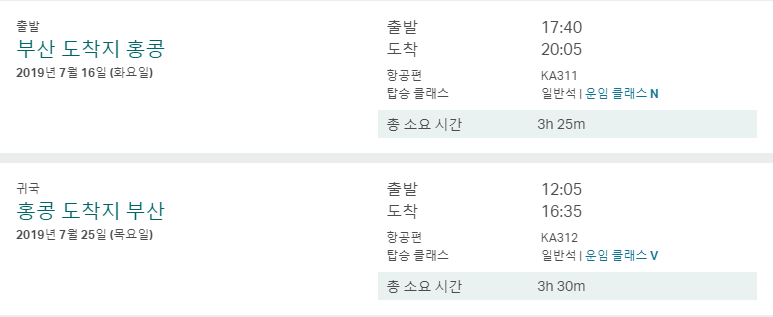 출발
부산 도착지 홍콩
2019년 7월 16일 (화요일)
출발 17:40
도착 20:05
항공편 KA311
탑승 클래스 일반석 | 운임 클래스 N
총 소요 시간 3h 25m
귀국
홍콩 도착지 부산
2019년 7월 25일 (목요일)
출발 12:05
도착 16:35
항공편 KA312
탑승 클래스 일반석 | 운임 클래스 V
총 소요 시간 3h 30m